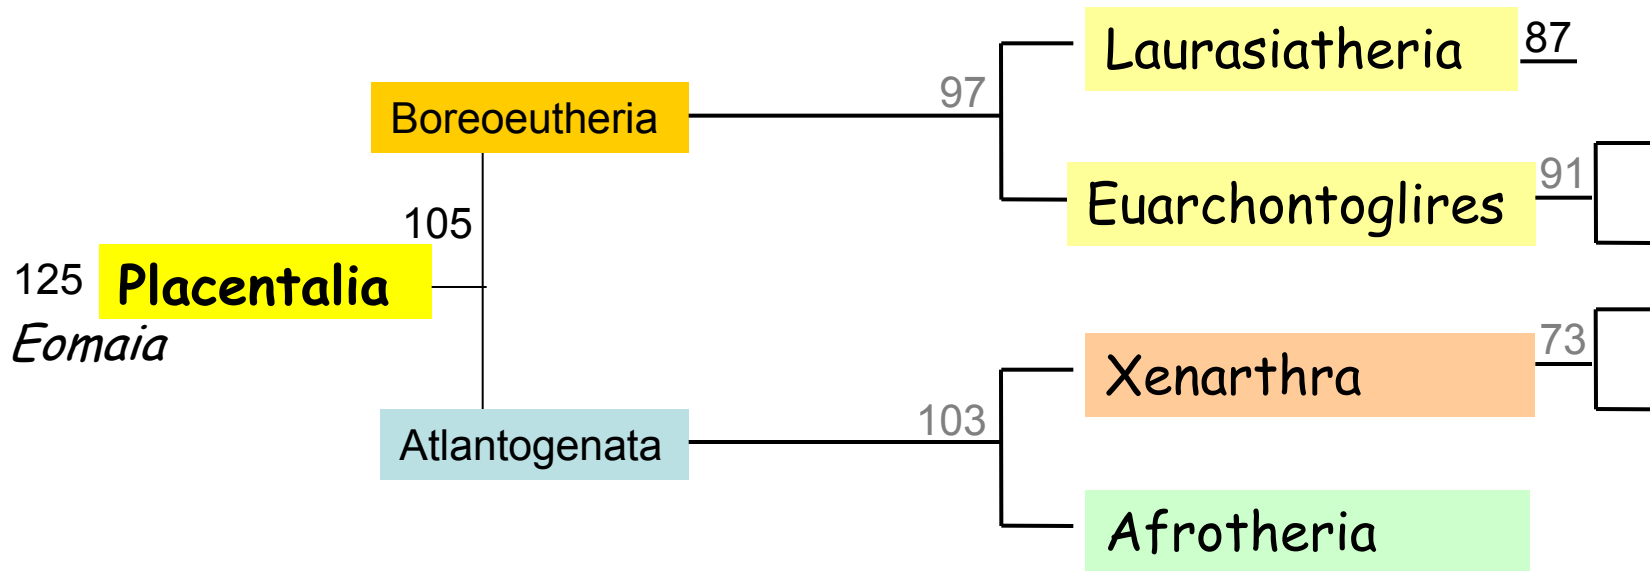 Laurasiatheria 87
97
Boreoeutheria
Euarchontoglires 91
105
125 Placentalia
Eomaia
Xenarthra 73
103
Atlantogenata
Afrotheria